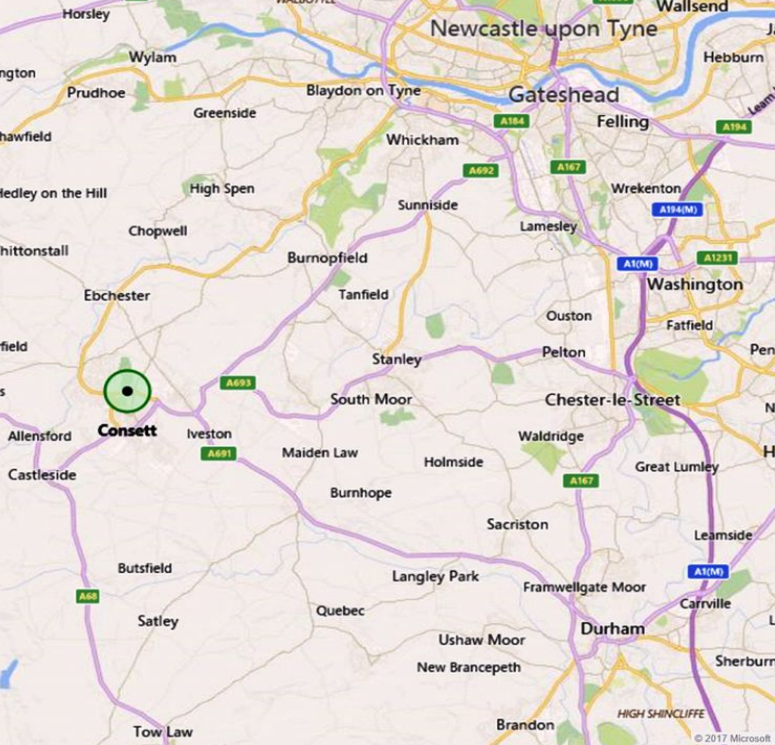 WALBOTTLE
Wallsend
Horsley
Newcastle upon Tyne
Wylam
Hebburn
ngton
Prudhoe
Blaydon on Tyne
Gateshead
Greenside
A184
Felling
A194
hawfield
Whickham
A692
A167
Hedley on the Hill
High Spen
Wrekenton
Sunniside
A194(M)
Chopwell
Lamesley
hittonstall
Burnopfield
A1(M)
A1231
Ebchester
Tanfield
Washington
Ouston
Fatfield
field
Stanley
Pelton
Pen
A693
South Moor
Chester-le-Street
Consett
Allensford
Iveston
Waldridge
A691
Maiden Law
Holmside
Great Lumley
Castleside
A167
Burnhope
Sacriston
Leamside
Butsfield
Langley Park
A1(M)
A68
Framwellgate Moor
Quebec
Carrville
Satley
Durham
Ushaw Moor
New Brancepeth
Sherburn
HIGH SHINCLIFFE
Tow Law
Brandon
© 2017 Microsoft